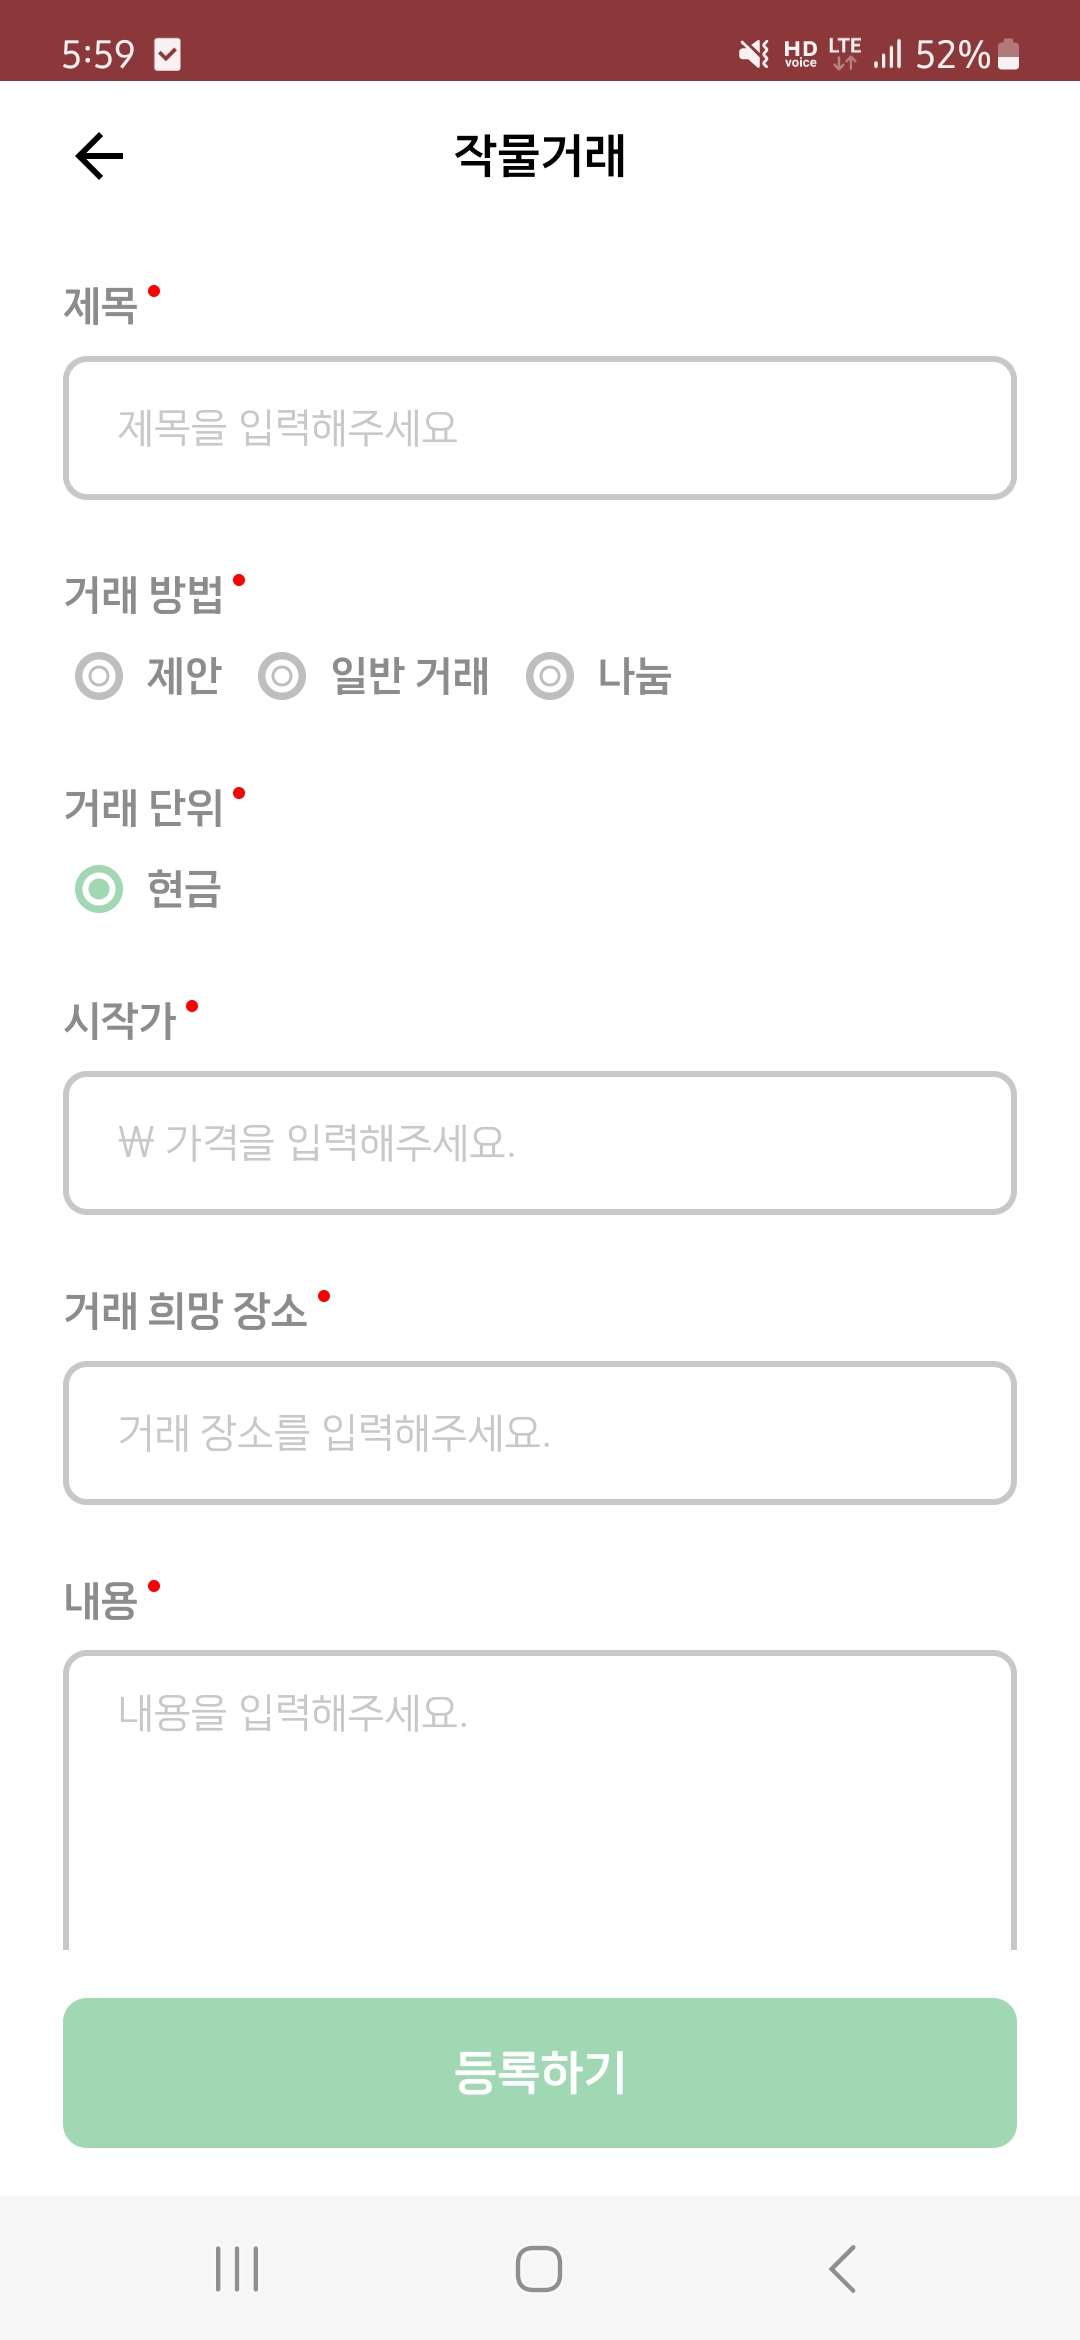 5:59 HD voice LTE 52%
작물거래
제목
제목을 입력해주세요
거래 방법
제안 일반 거래 나눔
거래 단위
현금
시작가
₩ 가격을 입력해주세요.
거래 희망 장소
거래 장소를 입력해주세요.
내용
내용을 입력해주세요.
등록하기